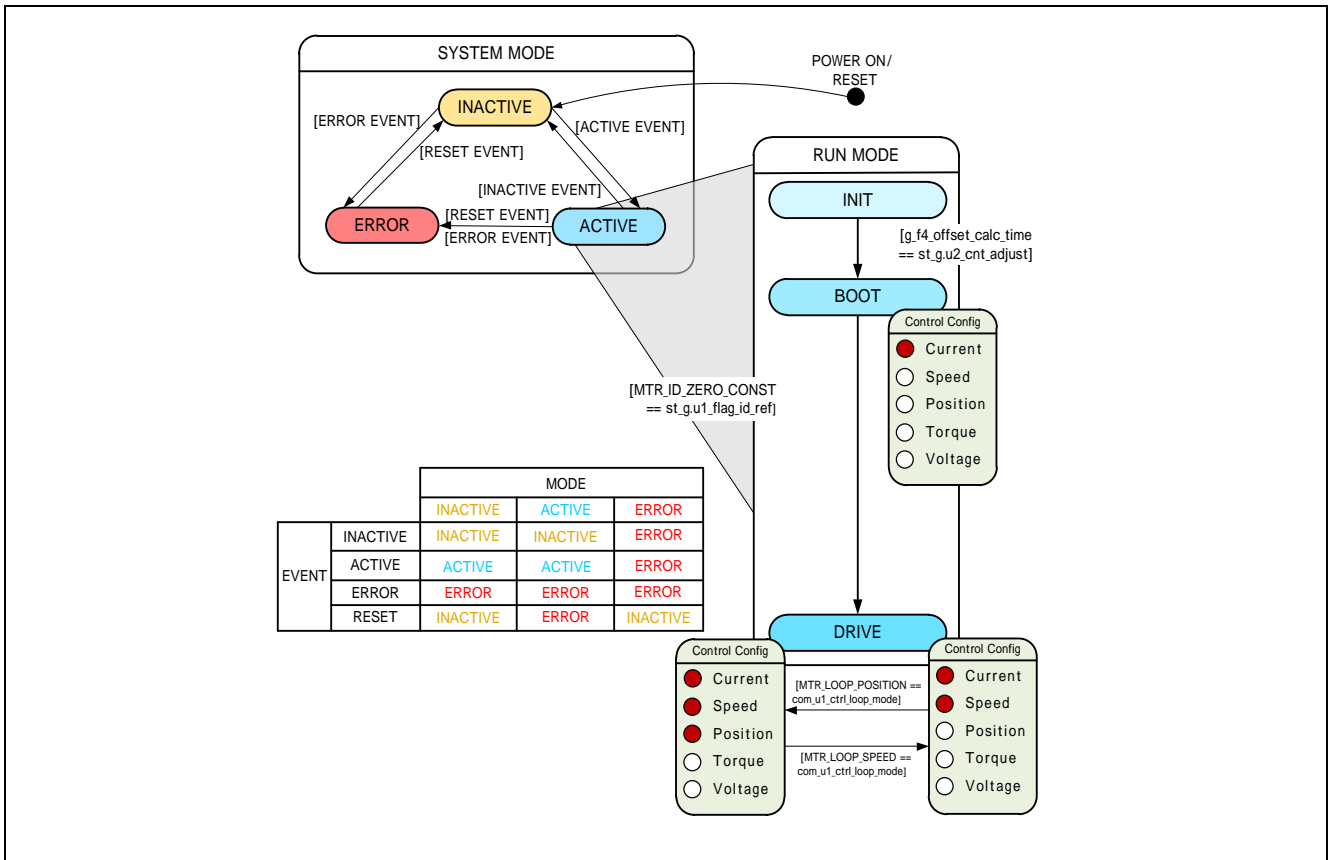 SYSTEM MODE
POWER ON/
RESET
INACTIVE
[ERROR EVENT]
[ACTIVE EVENT]
[RESET EVENT]
[INACTIVE EVENT]
ERROR
[RESET EVENT]
[ERROR EVENT]
ACTIVE
RUN MODE
INIT
[g_f4_offset_calc_time
== st_g.u2_cnt_adjust]
BOOT
Control Config
Current
Speed
Position
Torque
Voltage
[MTR_ID_ZERO_CONST
== st_g.u1_flag_id_ref]
MODE
INACTIVE ACTIVE ERROR
EVENT
INACTIVE INACTIVE INACTIVE ERROR
ACTIVE ACTIVE ACTIVE ERROR
ERROR ERROR ERROR ERROR
RESET INACTIVE ERROR INACTIVE
DRIVE
Control Config
Current
Speed
Position
Torque
Voltage
[MTR_LOOP_POSITION ==
com_u1_ctrl_loop_mode]
[MTR_LOOP_SPEED ==
com_u1_ctrl_loop_mode]
Control Config
Current
Speed
Position
Torque
Voltage